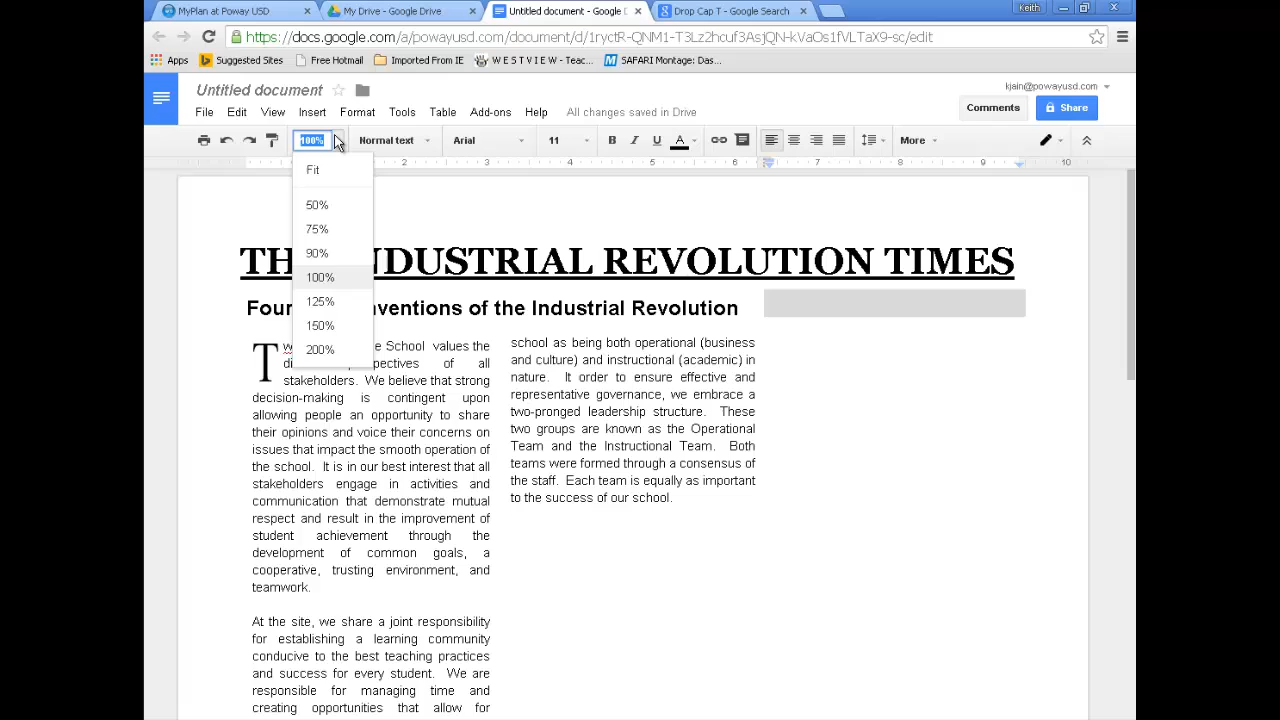 MyPlan at Poway USD
My Drive - Google Drive
Untitled document - Google D
Drop Cap T - Google Search
Keith
https://docs.google.com/a/powayusd.com/document/d/1ryctR-QNM1-T3Lz2hcuf3AsjQN-kVaOs1fVLTaX9-sc/edit
Apps
Suggested Sites
Free Hotmail
Imported From IE
W E S T V I E W - Teac...
SAFARI Montage: Das...
Untitled document
kjain@powayusd.com
File Edit View Insert Format Tools Table Add-ons Help All changes saved in Drive
Comments
Share
100% Normal text Arial 11 B I U A More
2 3 4 5 6 7 8 9 10
Fit
50%
75%
90%
100%
125%
150%
200%
TH INDUSTRIAL REVOLUTION TIMES
Four ventions of the Industrial Revolution
T w e School values the
di pectives of all
stakeholders. We believe that strong
decision-making is contingent upon
allowing people an opportunity to share
their opinions and voice their concerns on
issues that impact the smooth operation of
the school. It is in our best interest that all
stakeholders engage in activities and
communication that demonstrate mutual
respect and result in the improvement of
student achievement through the
development of common goals, a
cooperative, trusting environment, and
teamwork.
At the site, we share a joint responsibility
for establishing a learning community
conducive to the best teaching practices
and success for every student. We are
responsible for managing time and
creating opportunities that allow for
school as being both operational (business
and culture) and instructional (academic) in
nature. It order to ensure effective and
representative governance, we embrace a
two-pronged leadership structure. These
two groups are known as the Operational
Team and the Instructional Team. Both
teams were formed through a consensus of
the staff. Each team is equally as important
to the success of our school.